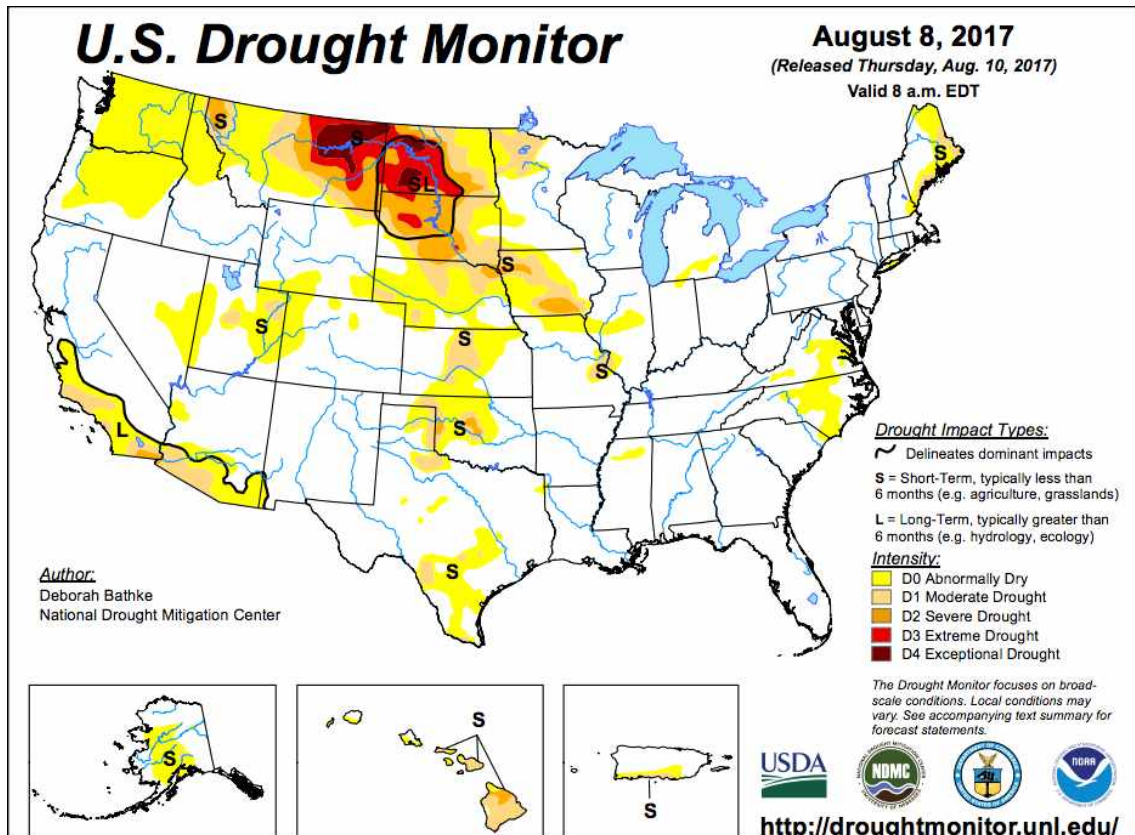 U.S. Drought Monitor
August 8, 2017
(Released Thursday, Aug. 10, 2017)
Valid 8 a.m. EDT
S
S
S
SL
S
S
S
S
L
S
S
Drought Impact Types:
Delineates dominant impacts
S = Short-Term, typically less than
6 months (e.g. agriculture, grasslands)
L = Long-Term, typically greater than
6 months (e.g. hydrology, ecology)
Intensity:
D0 Abnormally Dry
D1 Moderate Drought
D2 Severe Drought
D3 Extreme Drought
D4 Exceptional Drought
Author:
Deborah Bathke
National Drought Mitigation Center
The Drought Monitor focuses on broad-
scale conditions. Local conditions may
vary. See accompanying text summary for
forecast statements.
S
S
S
USDA
NDMC
NOAA
http://droughtmonitor.unl.edu/